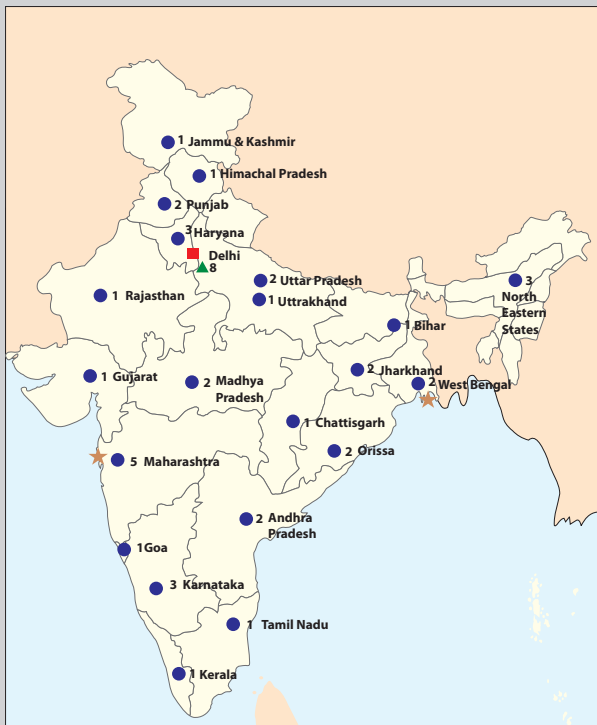 1 Jammu & Kashmir
1 Himachal Pradesh
2 Punjab
3 Haryana
Delhi
8
2 Uttar Pradesh
1 Uttrakhand
1 Rajasthan
3
North
Eastern
States
1 Bihar
2 Jharkhand
2 West Bengal
1 Gujarat
2 Madhya
Pradesh
1 Chattisgarh
2 Orissa
5 Maharashtra
2 Andhra
Pradesh
1 Goa
3 Karnataka
1 Tamil Nadu
1 Kerala